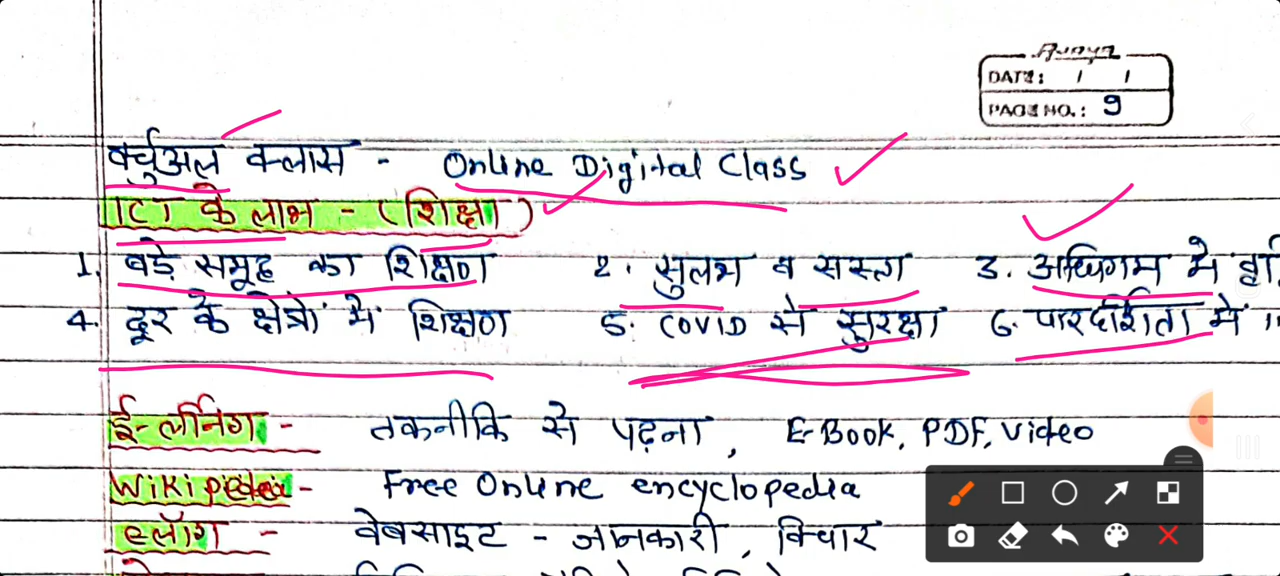 DATE: / /
PAGE NO.: 9
वर्चुअल क्लास - Online Digital Class
ICT के लाभ - (शिक्षा)
1. बड़े समूह का शिक्षण 2. सुलभ व सस्ता 3. अधिगम में
4. दूर के क्षेत्रों में शिक्षण 5. COVID से सुरक्षा 6. पारदर्शिता में
ई-लर्निंग - तकनीकि से पढ़ना, E-Book, PDF, Video
Wikipedia - Free Online encyclopedia
ब्लॉग - वेबसाइट - जानकारी, विचार